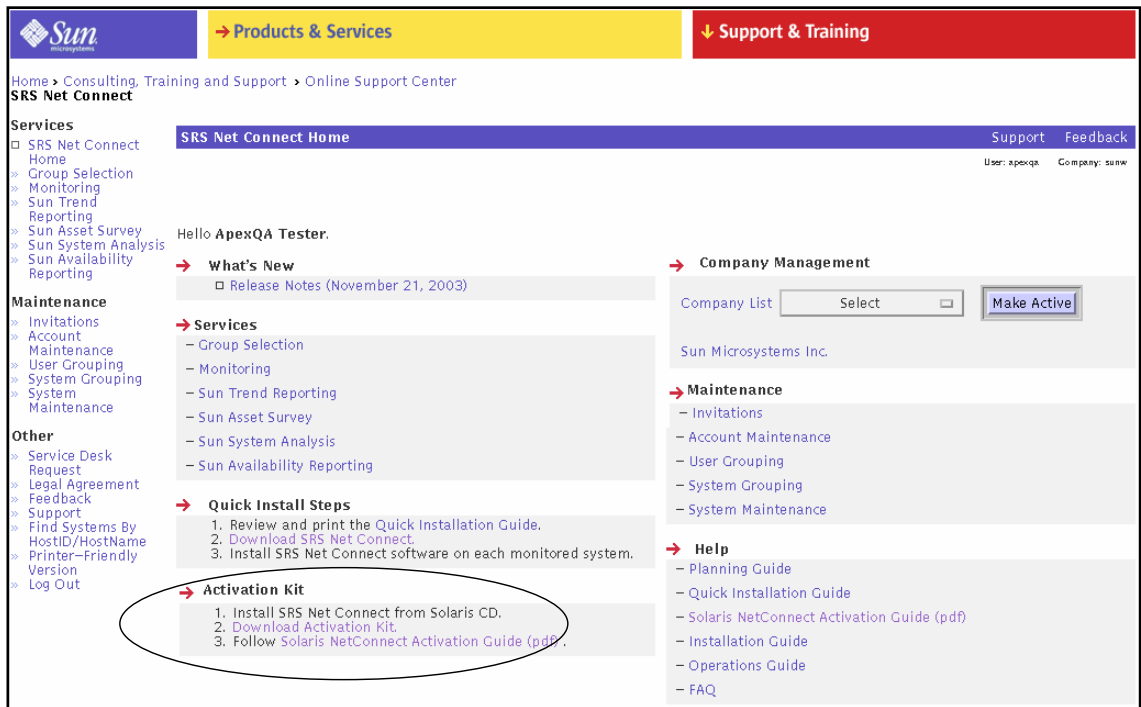 Sun
microsystems
→ Products & Services
↓ Support & Training
Home › Consulting, Training and Support › Online Support Center
SRS Net Connect
Services
SRS Net Connect
Home
» Group Selection
» Monitoring
» Sun Trend
Reporting
» Sun Asset Survey
» Sun System Analysis
» Sun Availability
Reporting
Maintenance
» Invitations
» Account
Maintenance
» User Grouping
» System Grouping
» System
Maintenance
Other
» Service Desk
Request
» Legal Agreement
» Feedback
» Support
» Find Systems By
HostID/HostName
» Printer-Friendly
Version
» Log Out
SRS Net Connect Home
Support Feedback
User: apexqa Company: sunw
Hello ApexQA Tester.
→ What's New
Release Notes (November 21, 2003)
→ Services
– Group Selection
– Monitoring
– Sun Trend Reporting
– Sun Asset Survey
– Sun System Analysis
– Sun Availability Reporting
→ Quick Install Steps
1. Review and print the Quick Installation Guide.
2. Download SRS Net Connect.
3. Install SRS Net Connect software on each monitored system.
→ Activation Kit
1. Install SRS Net Connect from Solaris CD.
2. Download Activation Kit.
3. Follow Solaris NetConnect Activation Guide (pdf) .
→ Company Management
Company List Select Make Active
Sun Microsystems Inc.
→ Maintenance
– Invitations
– Account Maintenance
– User Grouping
– System Grouping
– System Maintenance
→ Help
– Planning Guide
– Quick Installation Guide
– Solaris NetConnect Activation Guide (pdf)
– Installation Guide
– Operations Guide
– FAQ